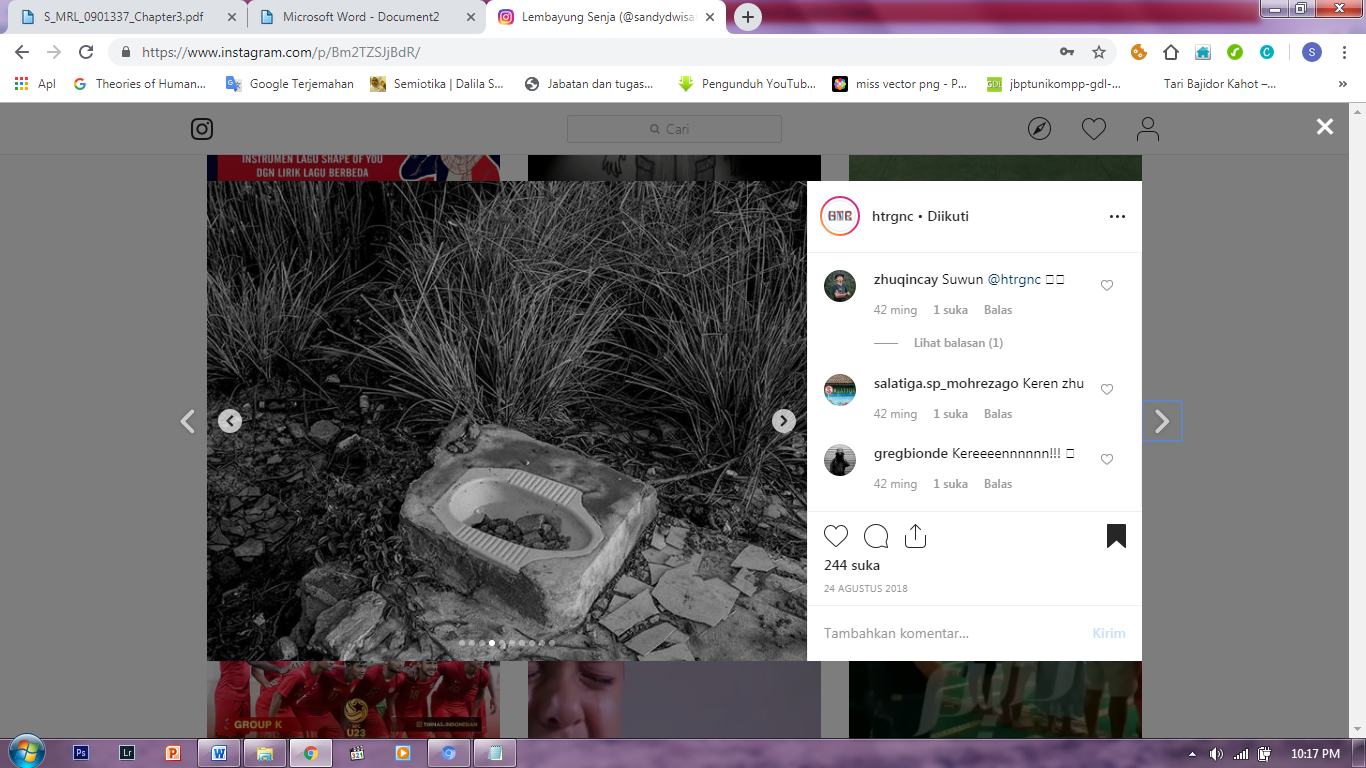 S_MRL_0901337_Chapter3.pdf
Microsoft Word - Document2
Lembayung Senja (@sandydwisa
https://www.instagram.com/p/Bm2TZSJjBdR/
S
Apl
Theories of Human...
Google Terjemahan
Semiotika | Dalila S...
Jabatan dan tugas...
Pengunduh YouTub...
miss vector png - P...
jbptunikompp-gdl-...
Tari Bajidor Kahot –...
»
Cari
INSTRUMEN LAGU SHAPE OF YOU
DGN LIRIK LAGU BERBEDA
htrgnc • Diikuti
zhuqincay Suwun @htrgnc
42 ming 1 suka Balas
Lihat balasan (1)
salatiga.sp_mohrezago Keren zhu
42 ming 1 suka Balas
gregbionde Kereeeennnnnn!!!
42 ming 1 suka Balas
244 suka
24 AGUSTUS 2018
Tambahkan komentar...
Kirim
GROUP K
U23
TIMNAS.INDONESIA
Ps
Lr
P
W
10:17 PM